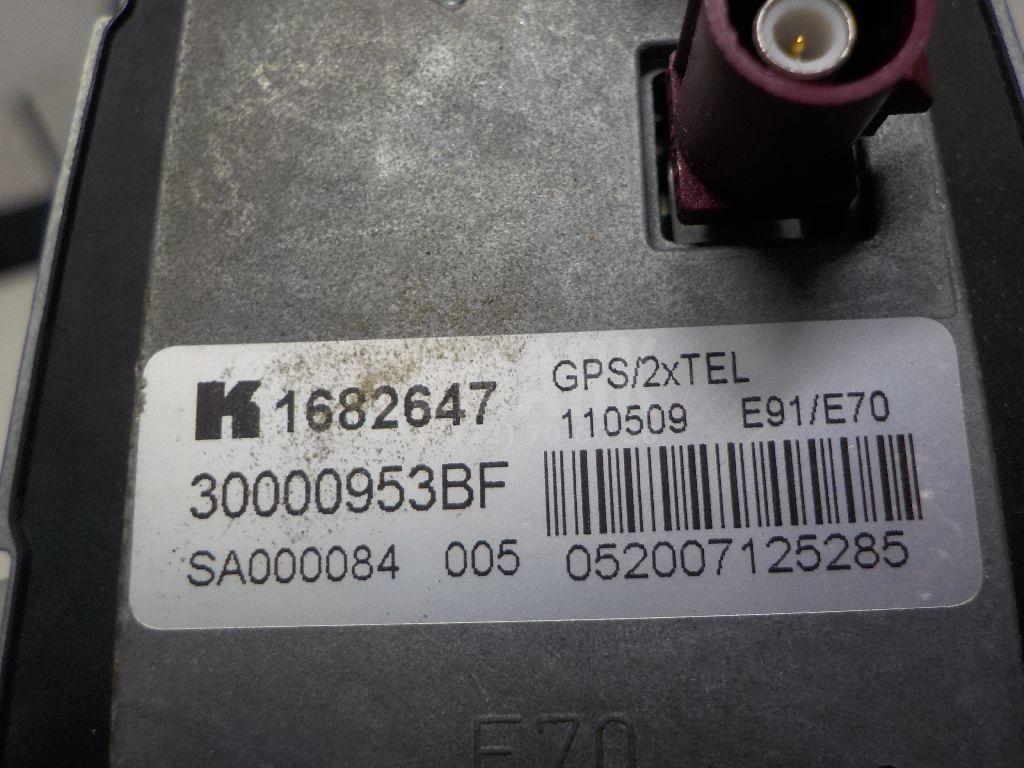 K 1682647 GPS/2xTEL
110509 E91/E70
30000953BF
SA000084 005 052007125285
E70